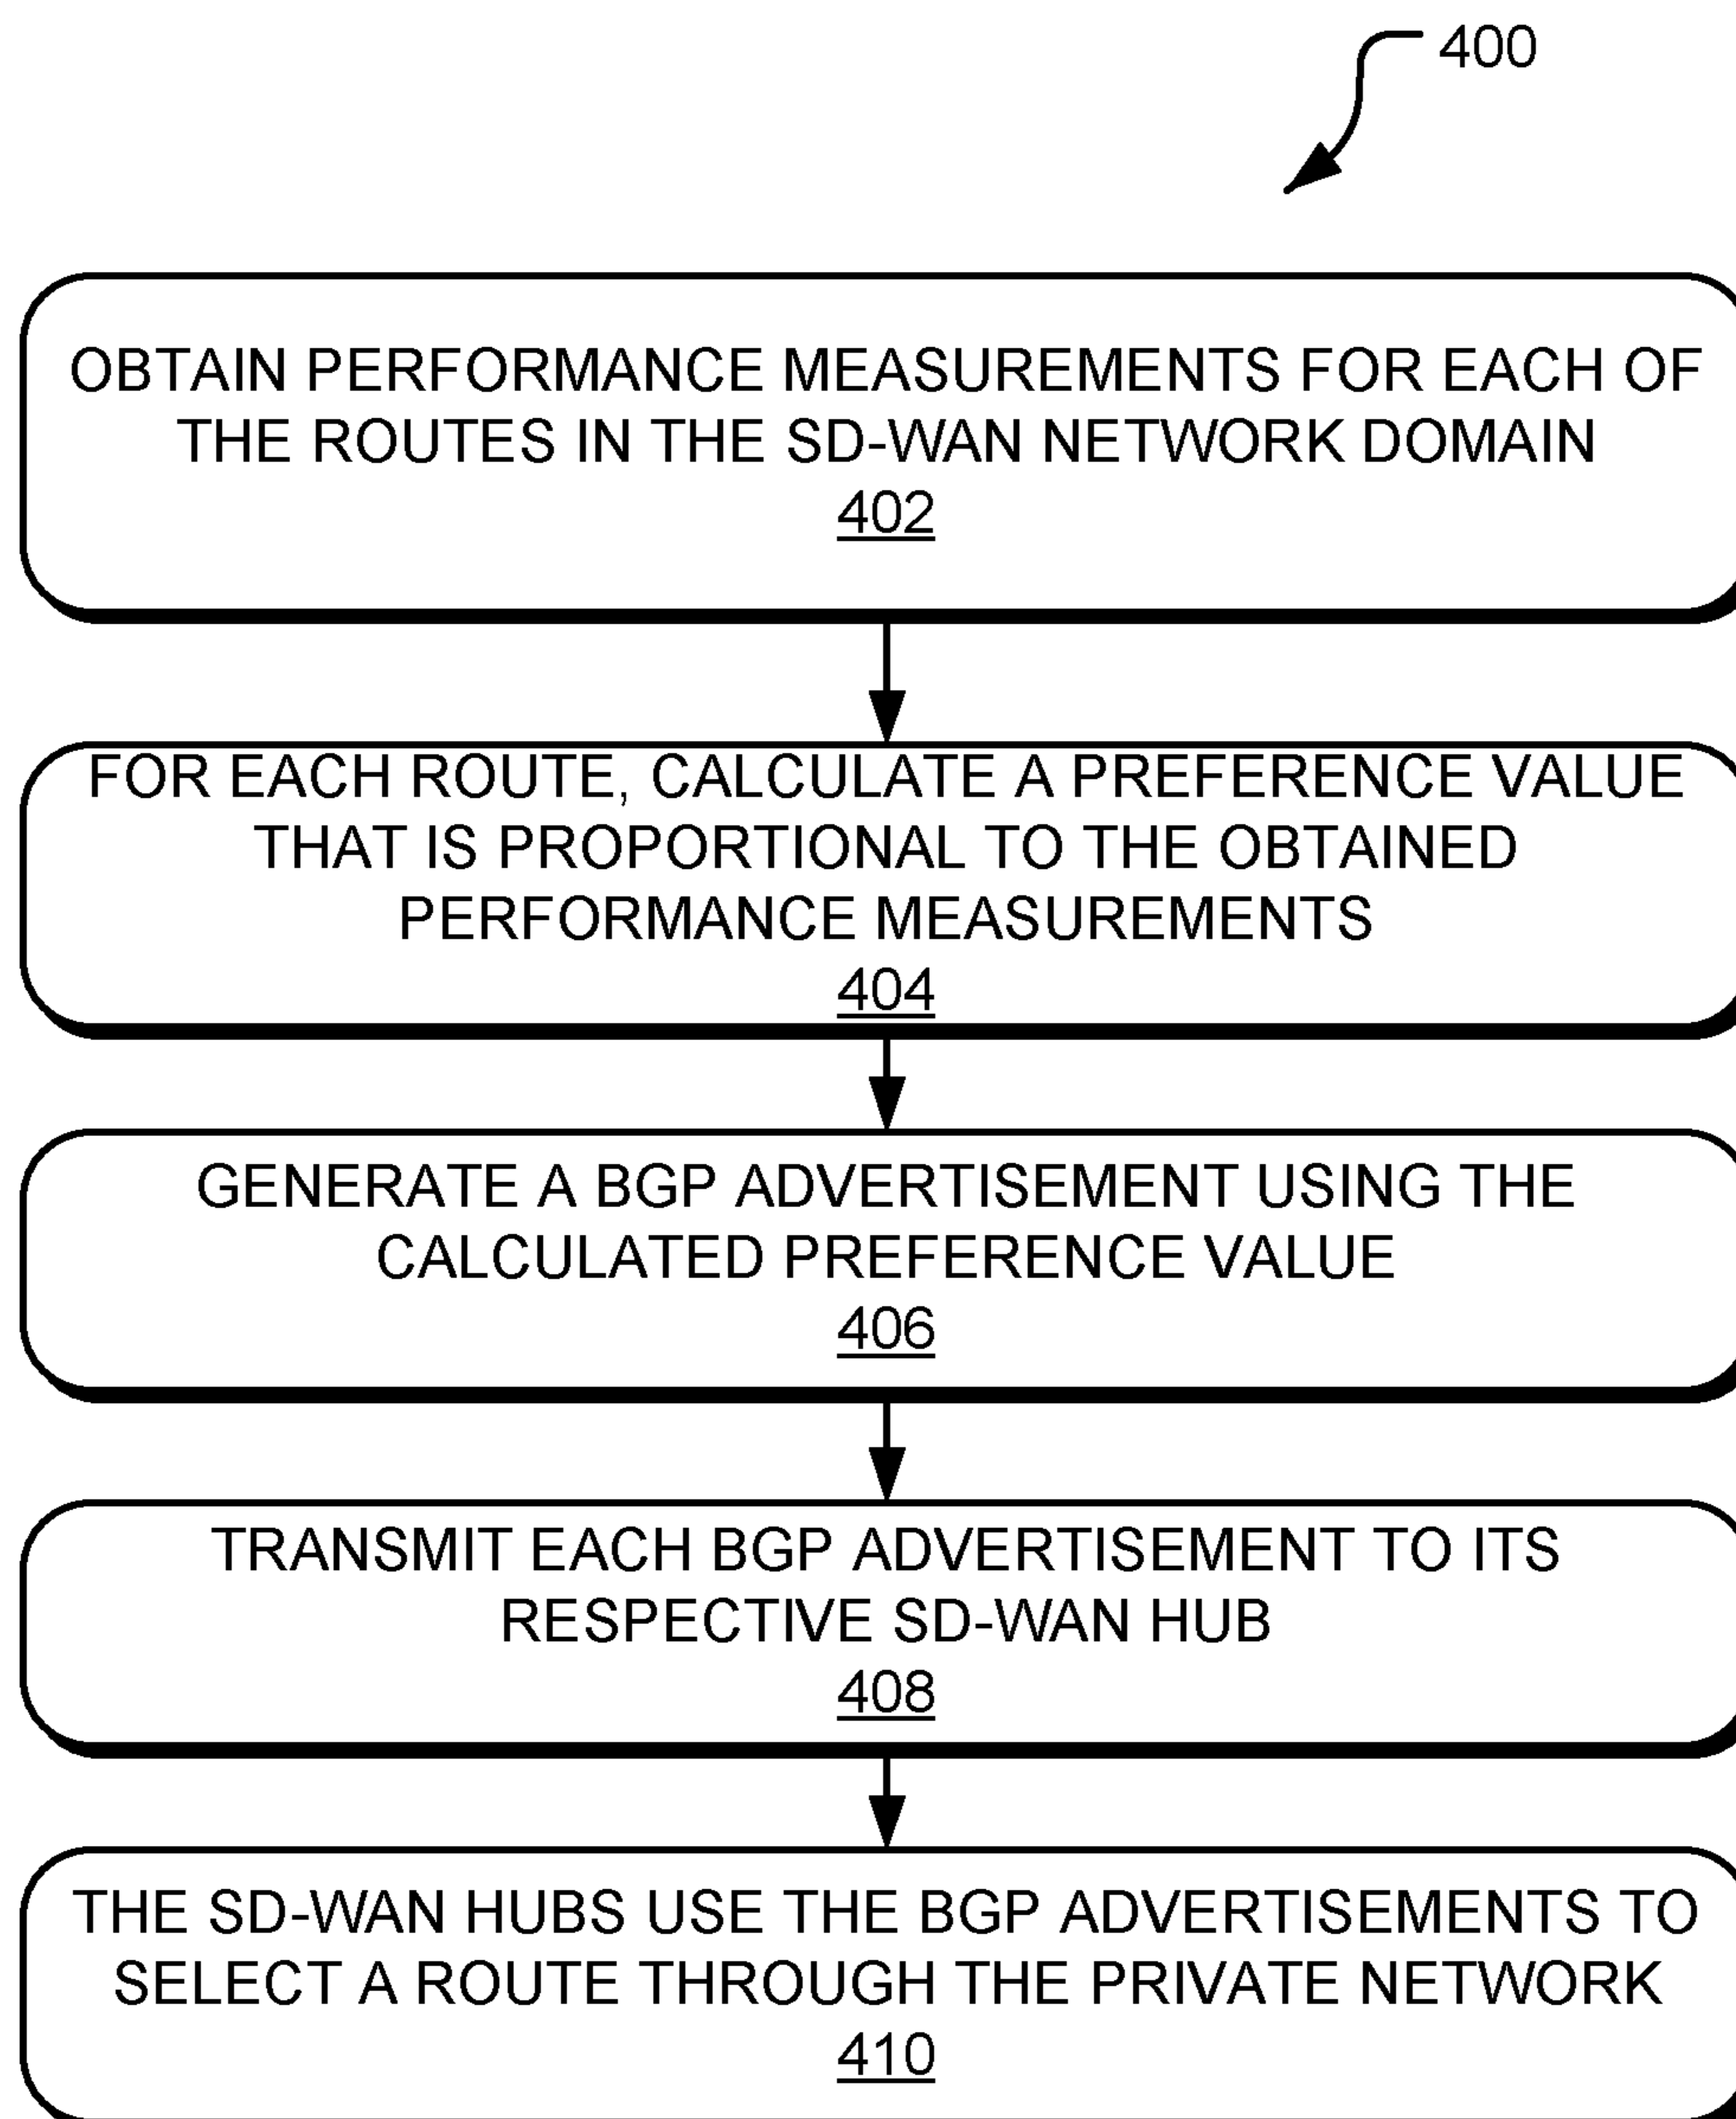 400
OBTAIN PERFORMANCE MEASUREMENTS FOR EACH OF
THE ROUTES IN THE SD-WAN NETWORK DOMAIN
402
FOR EACH ROUTE, CALCULATE A PREFERENCE VALUE
THAT IS PROPORTIONAL TO THE OBTAINED
PERFORMANCE MEASUREMENTS
404
GENERATE A BGP ADVERTISEMENT USING THE
CALCULATED PREFERENCE VALUE
406
TRANSMIT EACH BGP ADVERTISEMENT TO ITS
RESPECTIVE SD-WAN HUB
408
THE SD-WAN HUBS USE THE BGP ADVERTISEMENTS TO
SELECT A ROUTE THROUGH THE PRIVATE NETWORK
410